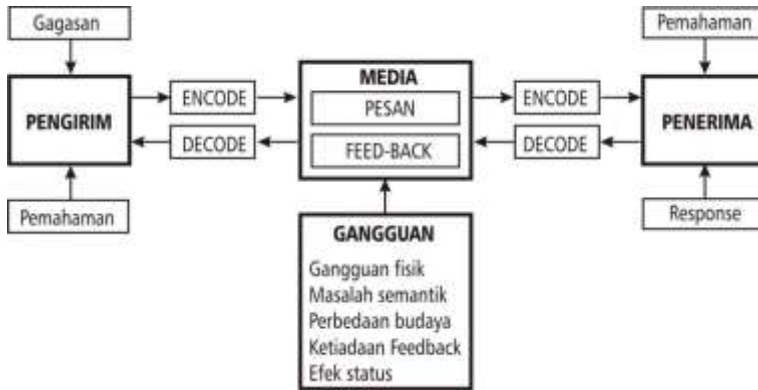 Gagasan
Pemahaman
MEDIA
PENGIRIM
ENCODE
PESAN
ENCODE
PENERIMA
DECODE
FEED-BACK
DECODE
Pemahaman
Response
GANGGUAN
Gangguan fisik
Masalah semantik
Perbedaan budaya
Ketiadaan Feedback
Efek status